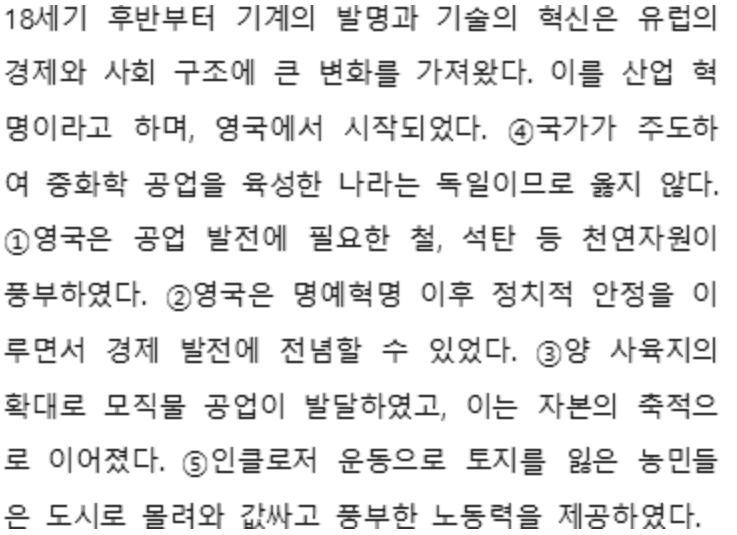 18세기 후반부터 기계의 발명과 기술의 혁신은 유럽의
경제와 사회 구조에 큰 변화를 가져왔다. 이를 산업 혁
명이라고 하며, 영국에서 시작되었다. ④국가가 주도하
여 중화학 공업을 육성한 나라는 독일이므로 옳지 않다.
①영국은 공업 발전에 필요한 철, 석탄 등 천연자원이
풍부하였다. ②영국은 명예혁명 이후 정치적 안정을 이
루면서 경제 발전에 전념할 수 있었다. ③양 사육지의
확대로 모직물 공업이 발달하였고, 이는 자본의 축적으
로 이어졌다. ⑤인클로저 운동으로 토지를 잃은 농민들
은 도시로 몰려와 값싸고 풍부한 노동력을 제공하였다.